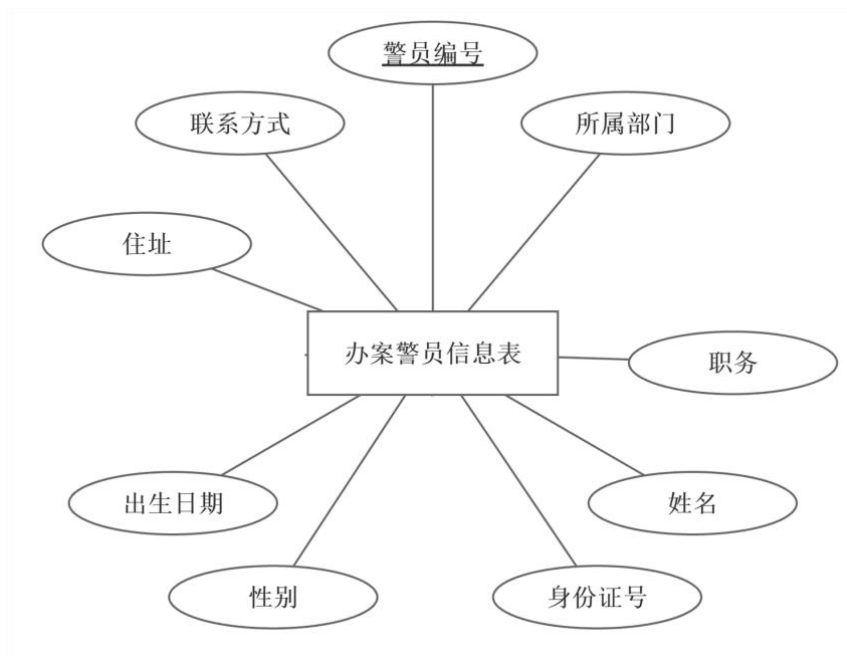 警员编号
联系方式
所属部门
住址
办案警员信息表
职务
出生日期
姓名
性别
身份证号